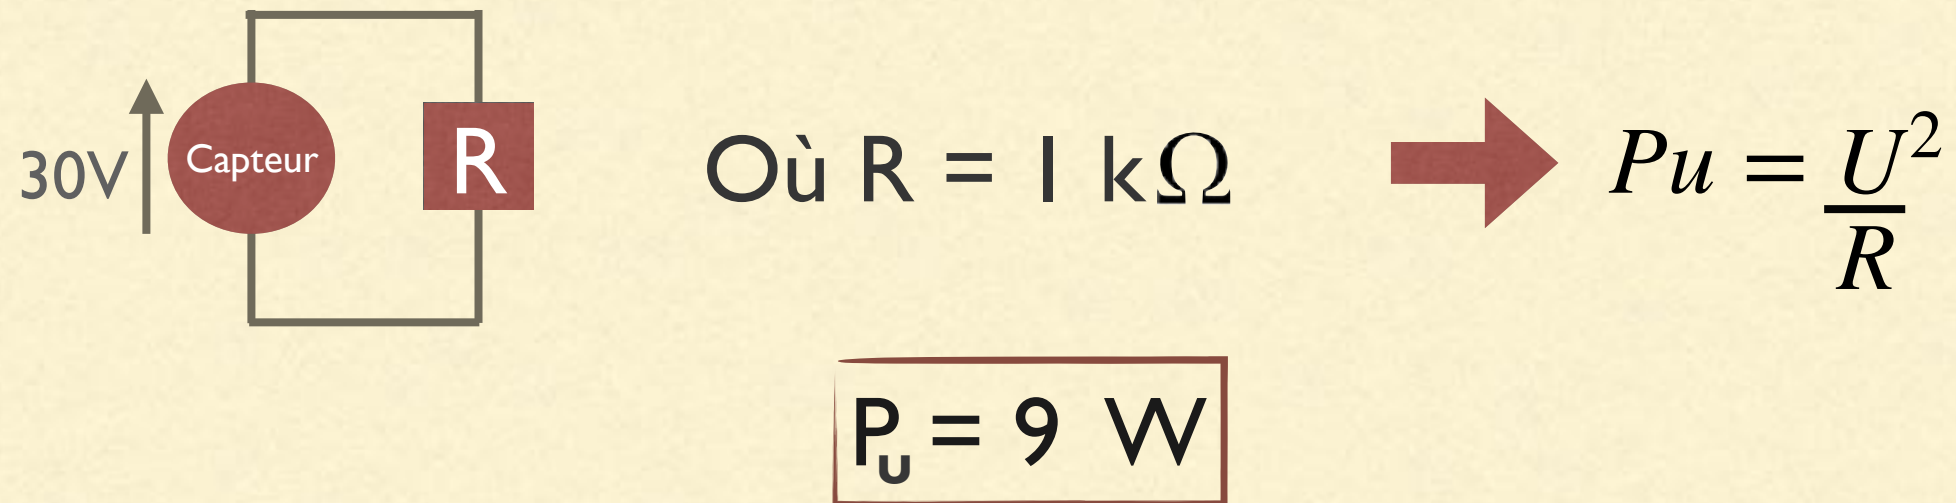 30V
Capteur
R
Où R = 1 kΩ
Pu = U²
R
Pu = 9 W